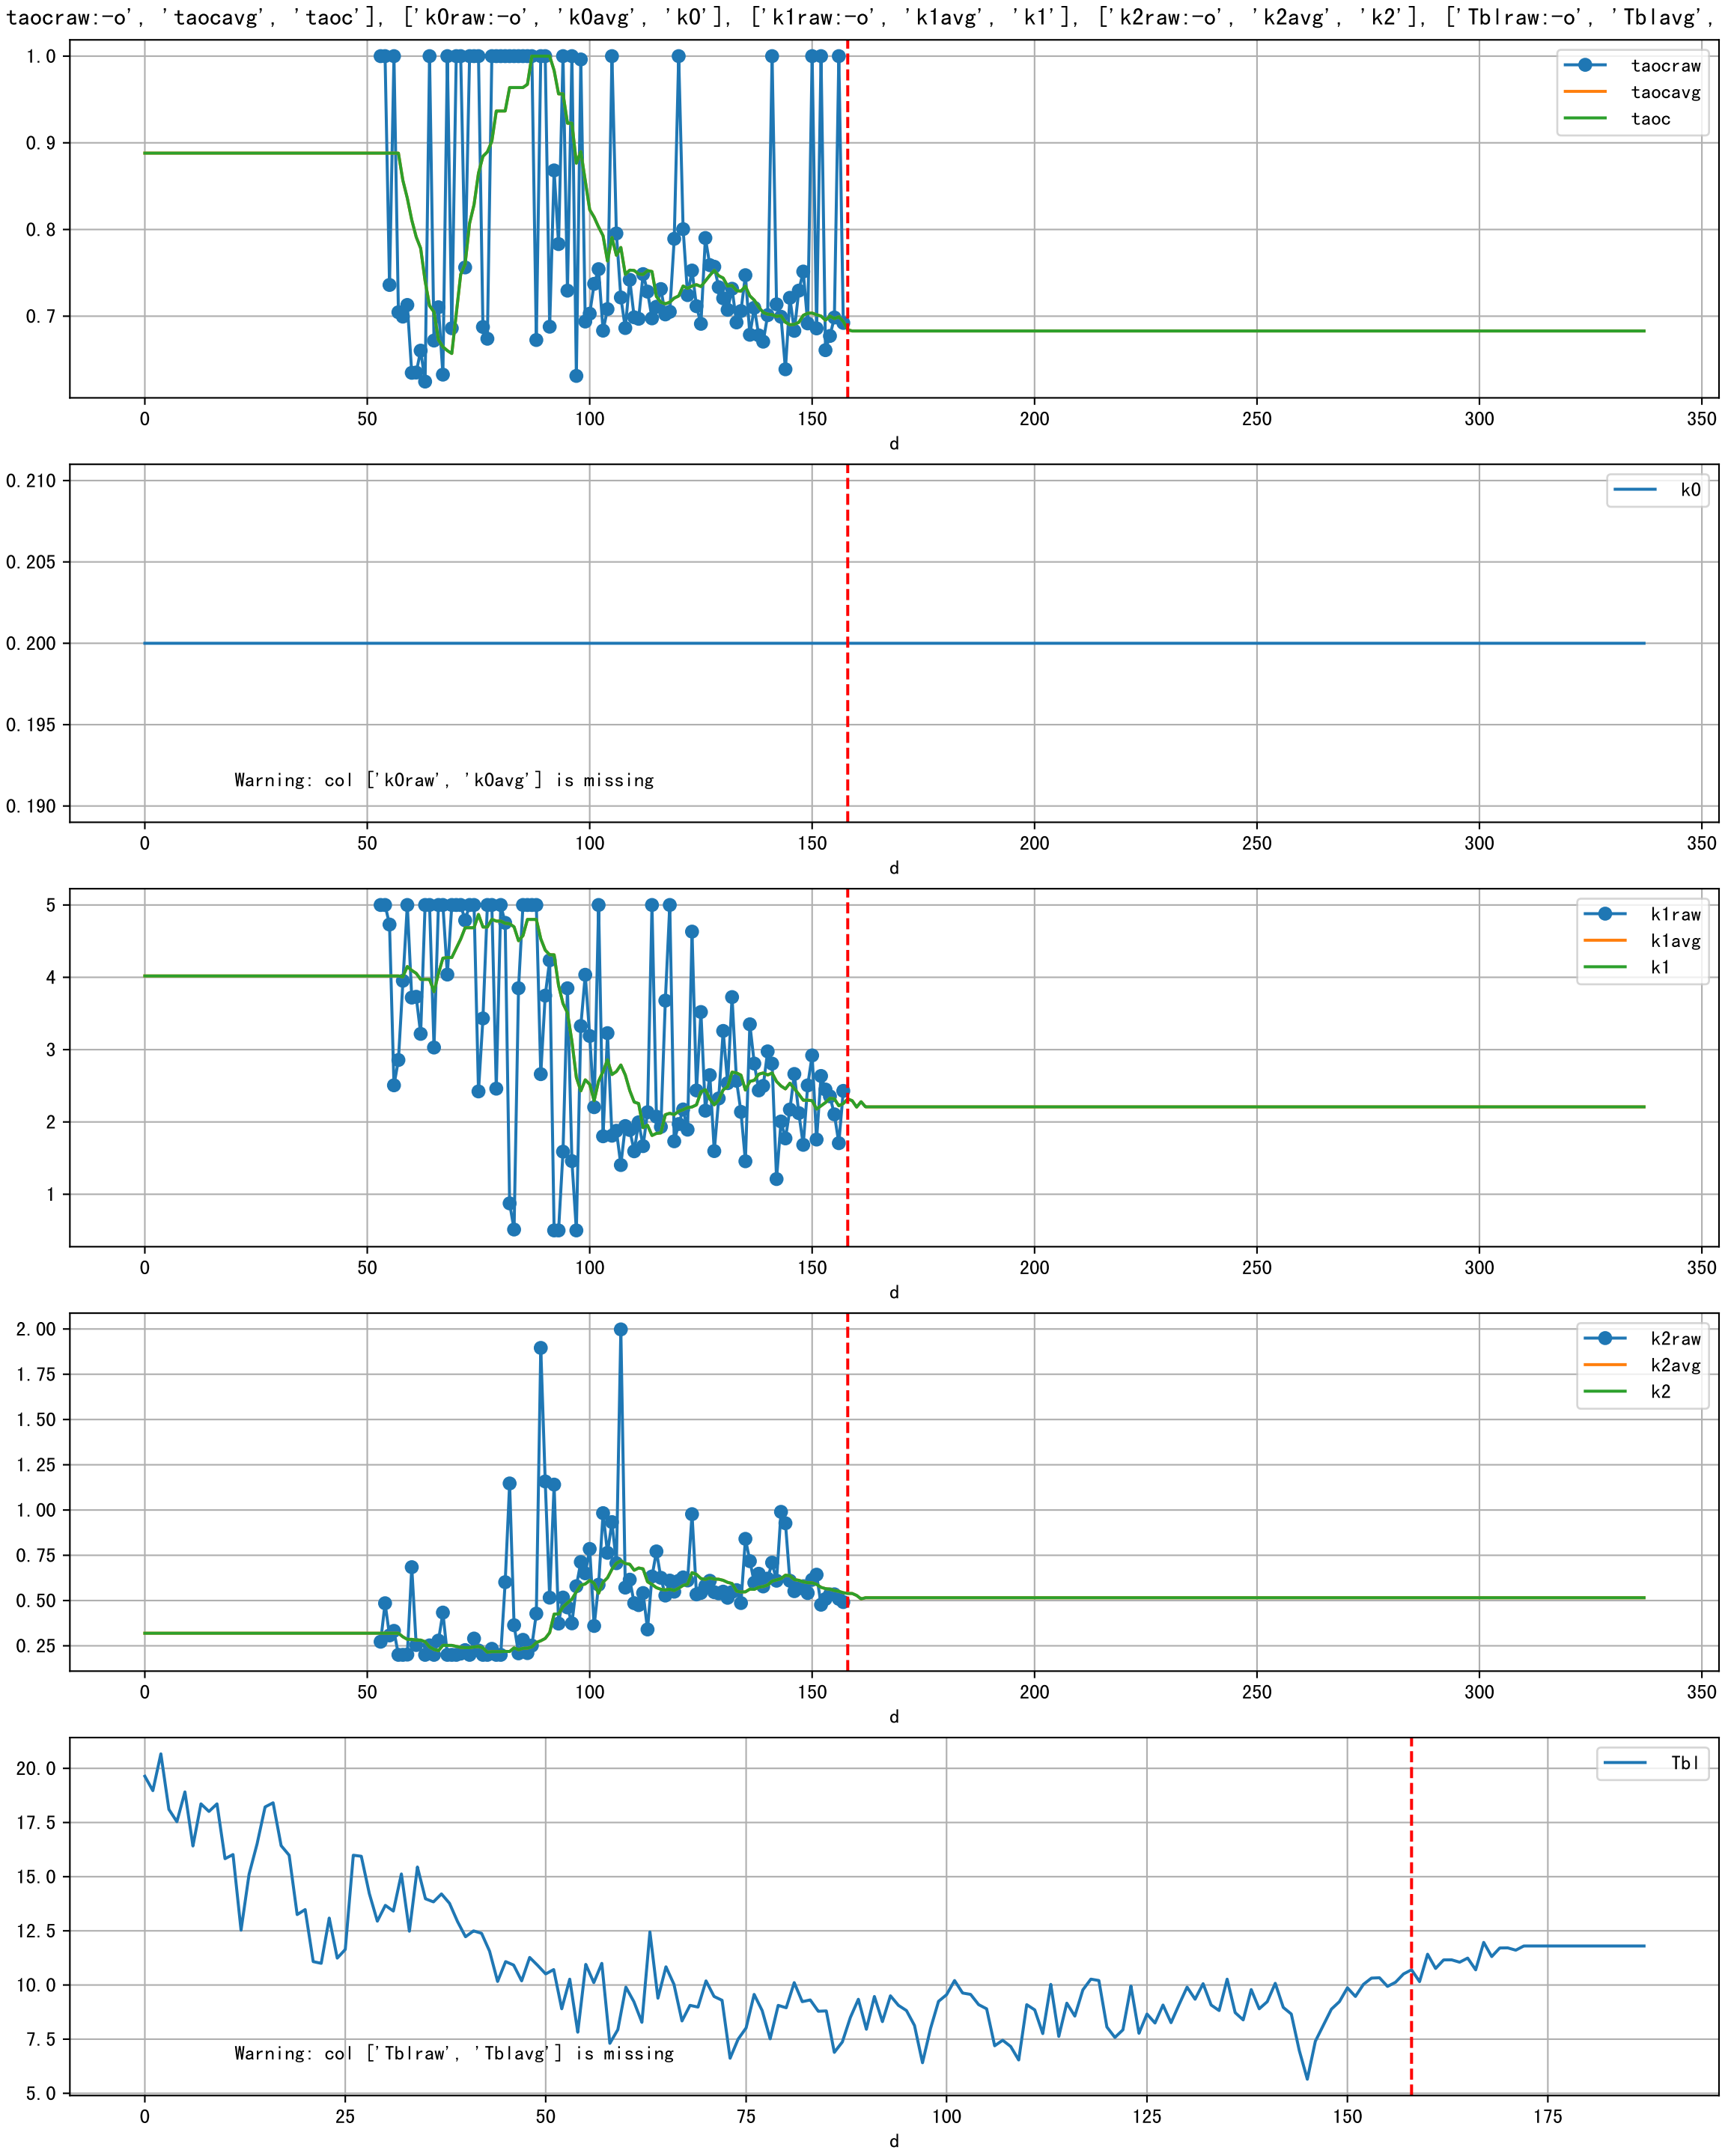 taocraw:-o', 'taocavg', 'taoc'], ['k0raw:-o', 'k0avg', 'k0'], ['k1raw:-o', 'k1avg', 'k1'], ['k2raw:-o', 'k2avg', 'k2'], ['Tblraw:-o', 'Tblavg',
1.0
0.9
0.8
0.7
taocraw
taocavg
taoc
0 50 100 150 200 250 300 350
d
0.210
0.205
0.200
0.195
0.190
k0
Warning: col ['k0raw', 'k0avg'] is missing
0 50 100 150 200 250 300 350
d
5
4
3
2
1
k1raw
k1avg
k1
0 50 100 150 200 250 300 350
d
2.00
1.75
1.50
1.25
1.00
0.75
0.50
0.25
k2raw
k2avg
k2
0 50 100 150 200 250 300 350
d
20.0
17.5
15.0
12.5
10.0
7.5
5.0
Tbl
Warning: col ['Tblraw', 'Tblavg'] is missing
0 25 50 75 100 125 150 175
d